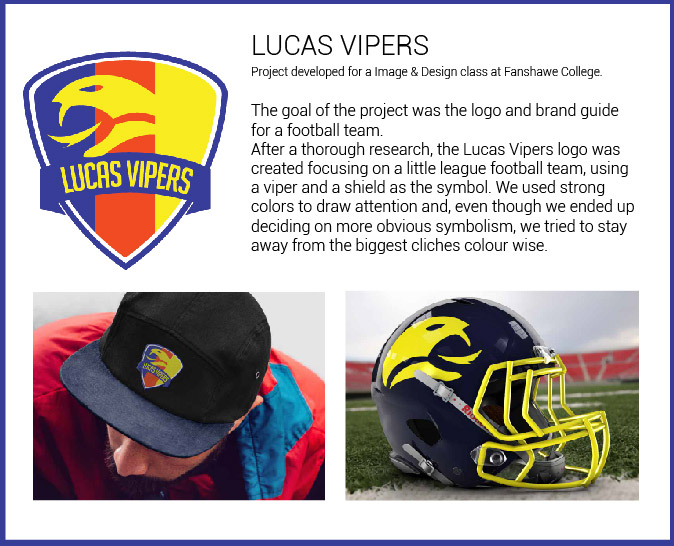 LUCAS VIPERS
Project developed for a Image & Design class at Fanshawe College.
The goal of the project was the logo and brand guide
for a football team.
After a thorough research, the Lucas Vipers logo was
created focusing on a little league football team, using
a viper and a shield as the symbol. We used strong
colors to draw attention and, even though we ended up
deciding on more obvious symbolism, we tried to stay
away from the biggest cliches colour wise.
LUCAS VIPERS
LUCAS VIPERS